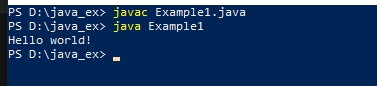 PS D:\java_ex> javac Example1.java
PS D:\java_ex> java Example1
Hello world!
PS D:\java_ex>